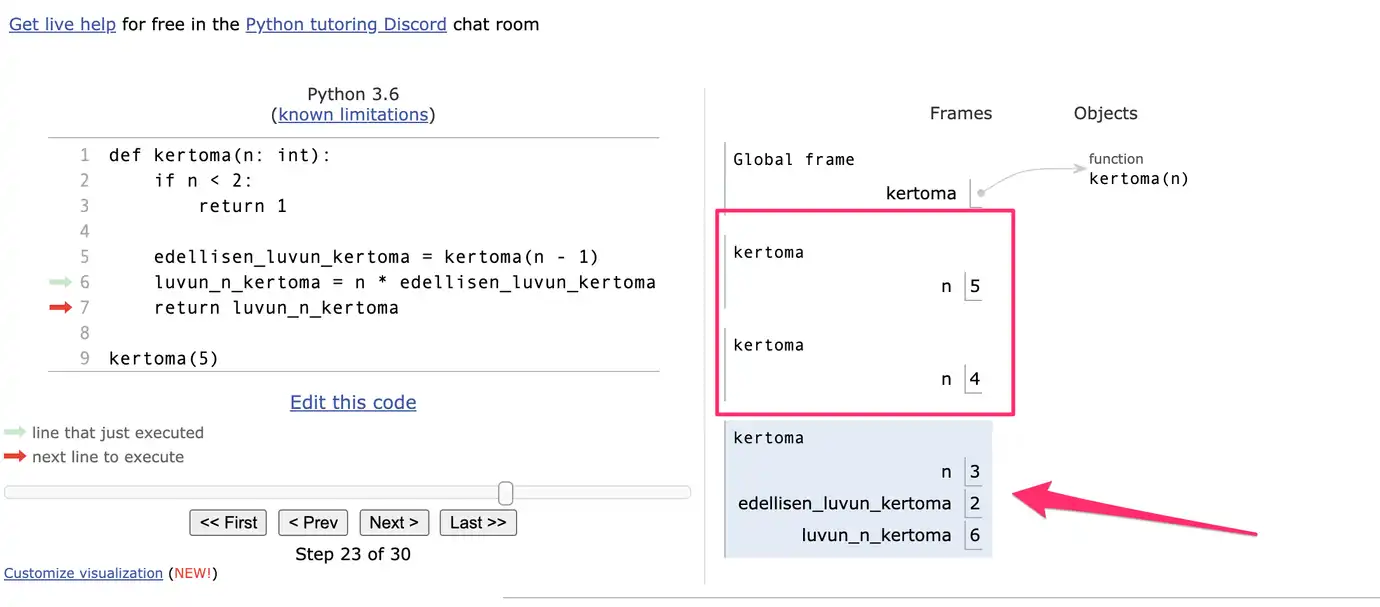 Get live help for free in the Python tutoring Discord chat room
Python 3.6
(known limitations)
1 def kertoma(n: int):
2     if n < 2:
3         return 1
4
5     edellisen_luvun_kertoma = kertoma(n - 1)
6     luvun_n_kertoma = n * edellisen_luvun_kertoma
7     return luvun_n_kertoma
8
9 kertoma(5)
Edit this code
line that just executed
next line to execute
<< First < Prev Next > Last >>
Step 23 of 30
Customize visualization (NEW!)
Frames Objects
Global frame
kertoma
function
kertoma(n)
kertoma
n 5
kertoma
n 4
kertoma
n 3
edellisen_luvun_kertoma 2
luvun_n_kertoma 6